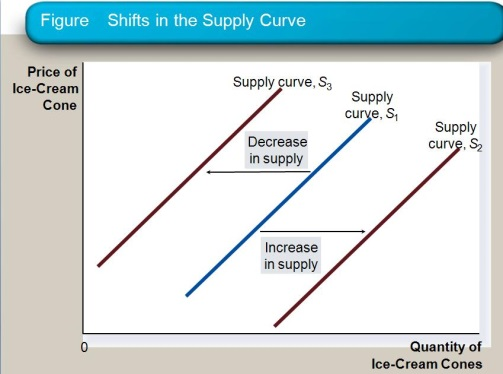 Figure Shifts in the Supply Curve
Price of
Ice-Cream
Cone
Supply curve, S3
Supply
curve, S1
Supply
curve, S2
Decrease
in supply
Increase
in supply
0
Quantity of
Ice-Cream Cones